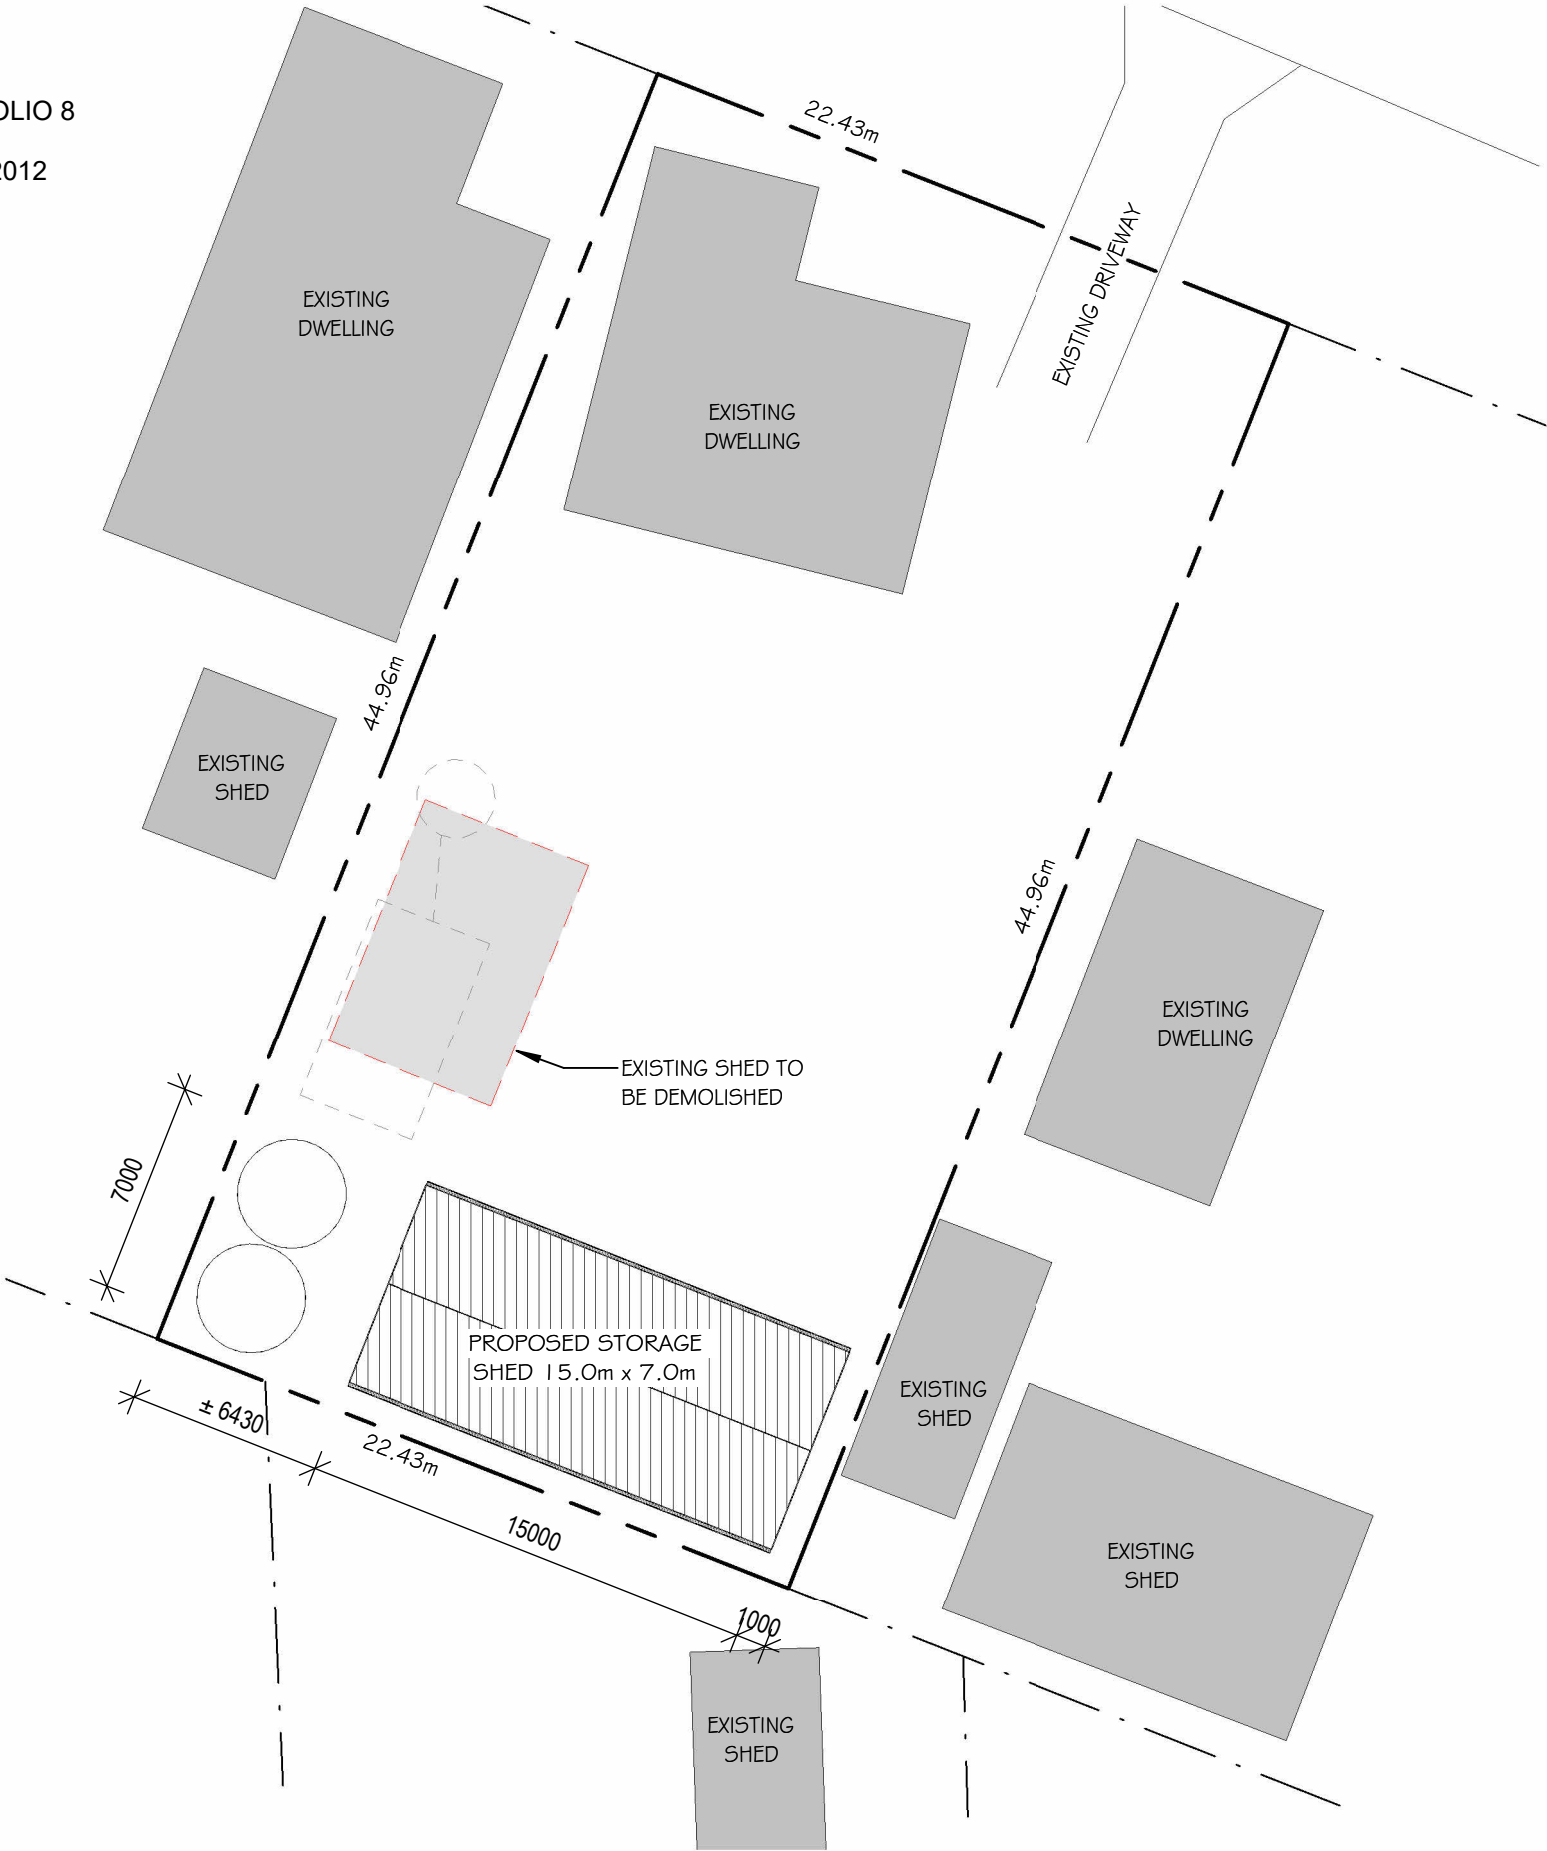 OLIO 8
2012
22.43m
EXISTING DRIVEWAY
EXISTING
DWELLING
EXISTING
DWELLING
44.96m
EXISTING
SHED
44.96m
EXISTING
DWELLING
EXISTING SHED TO
BE DEMOLISHED
7000
PROPOSED STORAGE
SHED 15.0m x 7.0m
± 6430
22.43m
EXISTING
SHED
15000
EXISTING
SHED
1000
EXISTING
SHED